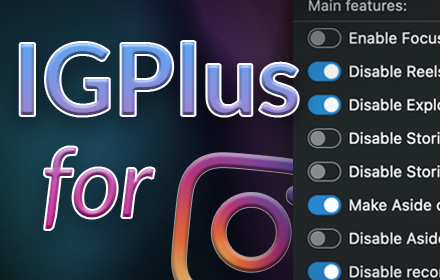 IGPlus
for
Main features:
Enable Focus
Disable Reels
Disable Explo
Disable Stori
Disable Stori
Make Aside
Disable Aside
Disable reco